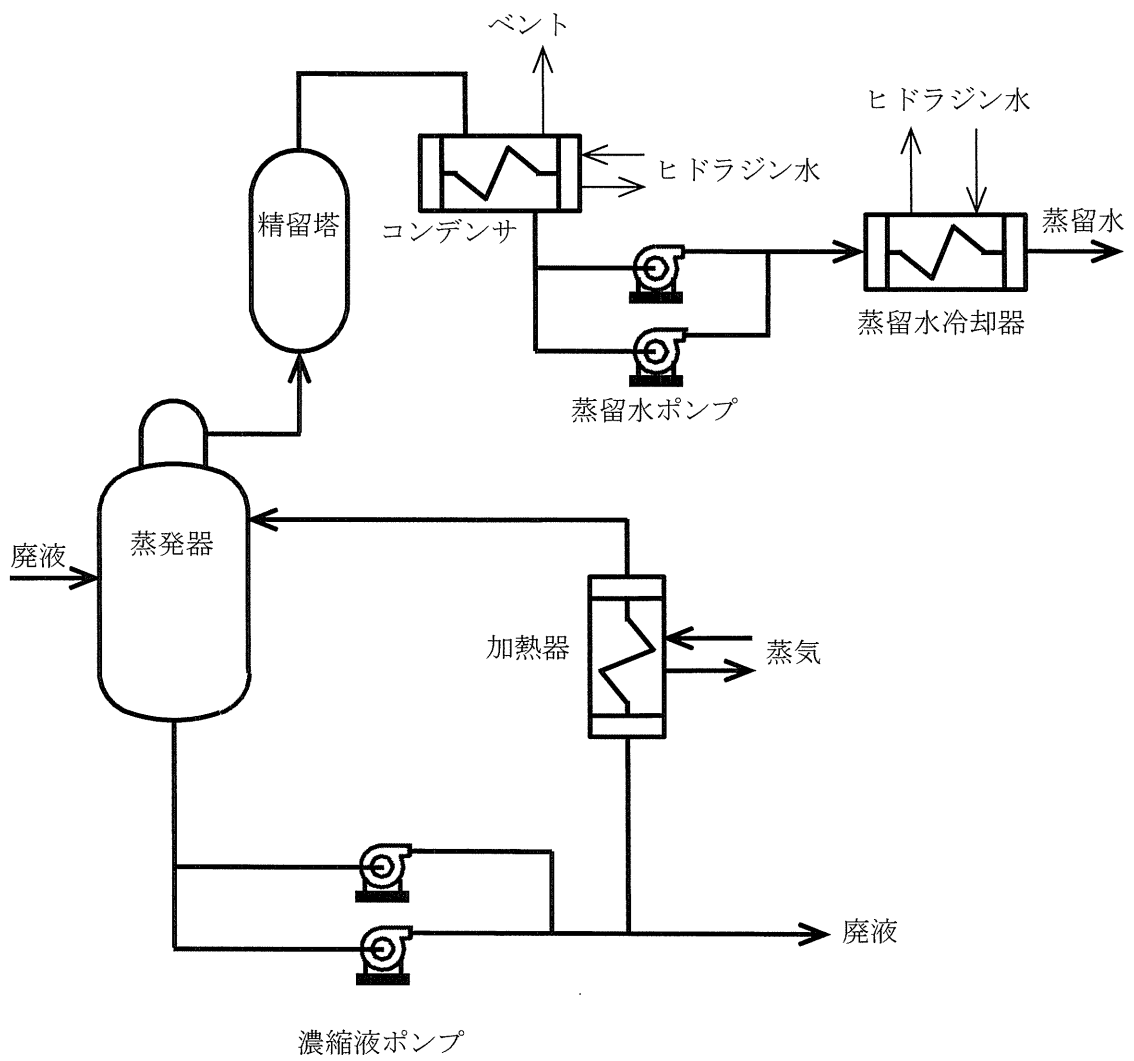 ベント
ヒドラジン水
ヒドラジン水
精留塔
コンデンサ
蒸留水
蒸留水冷却器
蒸留水ポンプ
蒸発器
廃液
加熱器
蒸気
廃液
濃縮液ポンプ